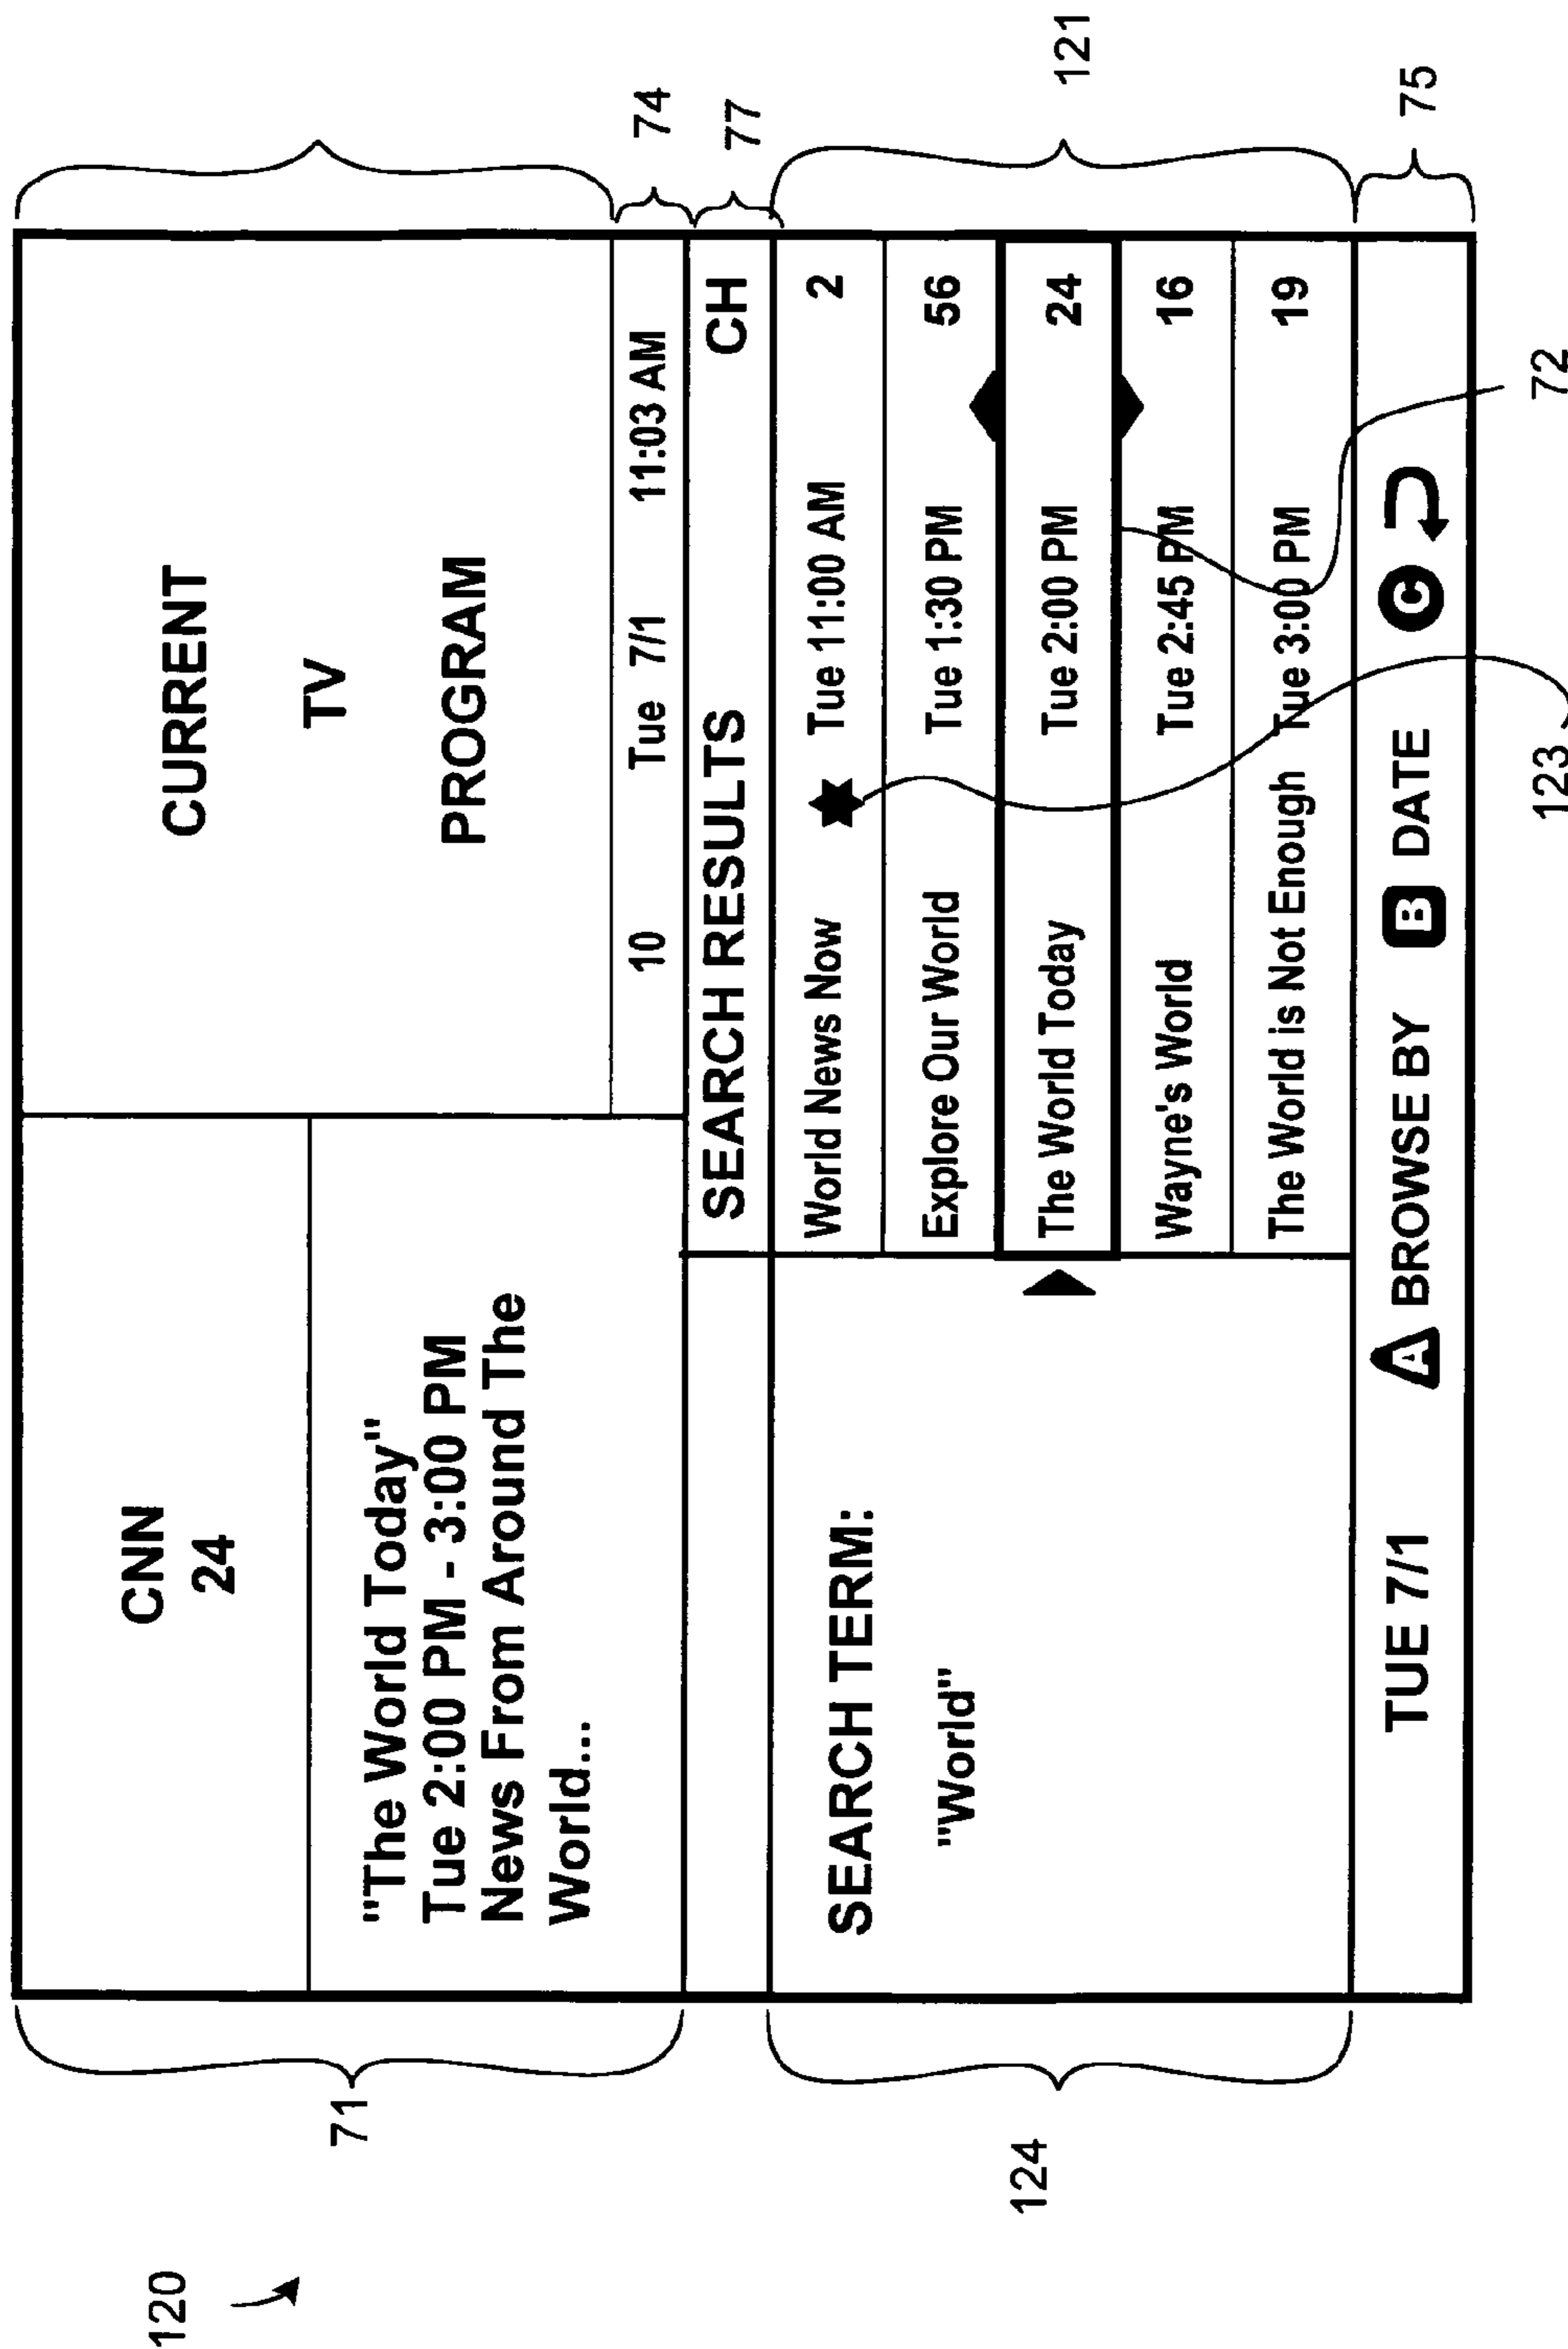 120
71
CNN
24
"The World Today"
Tue 2:00 PM - 3:00 PM
News From Around The
World...
CURRENT
TV
PROGRAM
10 Tue 7/1 11:03 AM
74
SEARCH RESULTS CH
77
124
SEARCH TERM:
"World"
World News Now Tue 11:00 AM 2
Explore Our World Tue 1:30 PM 56
The World Today Tue 2:00 PM 24
Wayne's World Tue 2:45 PM 16
The World is Not Enough Tue 3:00 PM 19
121
TUE 7/1 A BROWSE BY B DATE C
75
123
72